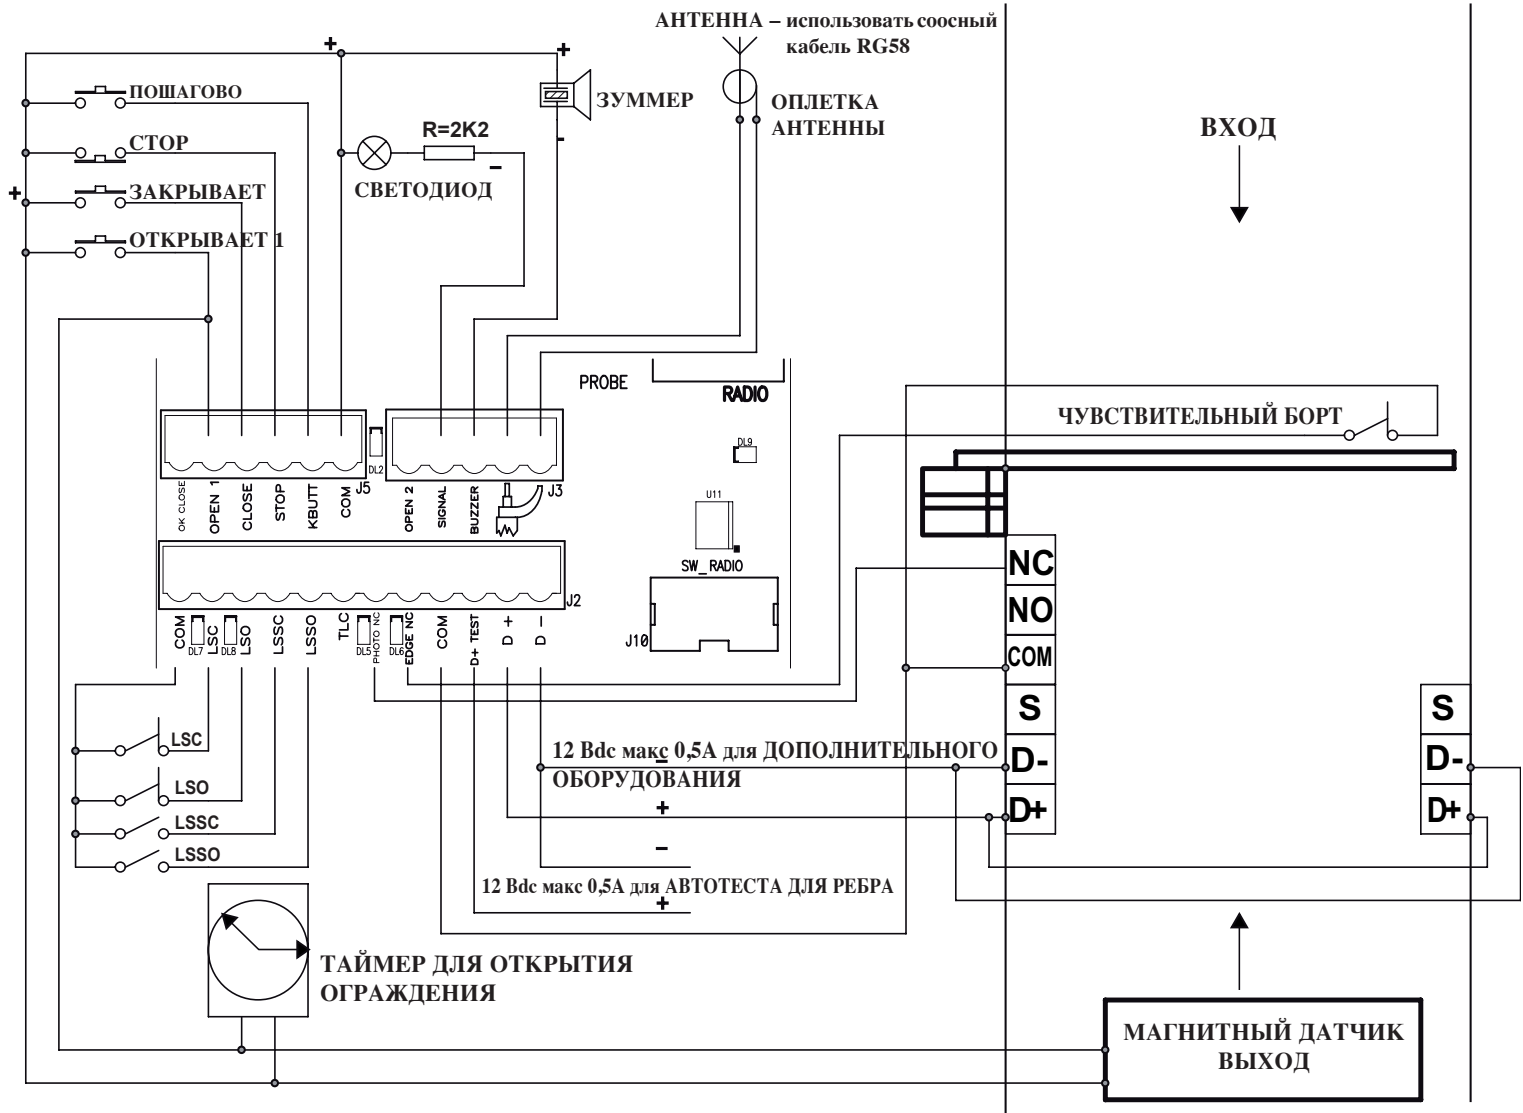 АНТЕННА – использовать соосный
кабель RG58
+
+
ПОШАГОВО
ЗУММЕР
ОПЛЕТКА
АНТЕННЫ
ВХОД
R=2K2
-
СТОР
–
СВЕТОДИОД
+
ЗАКРЫВАЕТ
ОТКРЫВАЕТ 1
PROBE
RADIO
ЧУВСТВИТЕЛЬНЫЙ БОРТ
DL9
DL2
J5
J3
OK CLOSE
OPEN 1
CLOSE
STOP
KBUTT
COM
OPEN 2
SIGNAL
BUZZER
U11
SW_RADIO
NC
NO
COM
S
D-
D+
J2
J10
COM
DL7
LSC
DL8
LSO
LSSC
LSSO
TLC
DL5
PHOTO NC
DL6
EDGE NC
COM
D+ TEST
D +
D -
S
D-
D+
LSC
LSO
LSSC
LSSO
12 Bdc макс 0,5А для ДОПОЛНИТЕЛЬНОГО
–
ОБОРУДОВАНИЯ
+
–
12 Bdc макс 0,5А для АВТОТЕСТА ДЛЯ РЕБРА
+
ТАЙМЕР ДЛЯ ОТКРЫТИЯ
ОГРАЖДЕНИЯ
МАГНИТНЫЙ ДАТЧИК
ВЫХОД